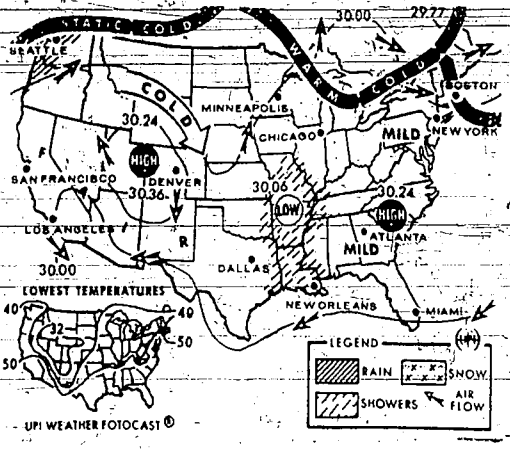 STATIC COLD
30.00
29.77
SEATTLE
WARM
COLD
BOSTON
COLD
MINNEAPOLIS
30.24
CHICAGO
MILD
NEW YORK
HIGH
F
SAN FRANCISCO
DENVER
30.36
30.06
30.24
LOW
HIGH
LOS ANGELES
R
ATLANTA
MILD
30.00
DALLAS
LOWEST TEMPERATURES
NEW ORLEANS
MIAMI
40
40
32
50
50
LEGEND
UPI
RAIN
SNOW
SHOWERS
AIR
FLOW
UPI WEATHER FOTOCAST ®